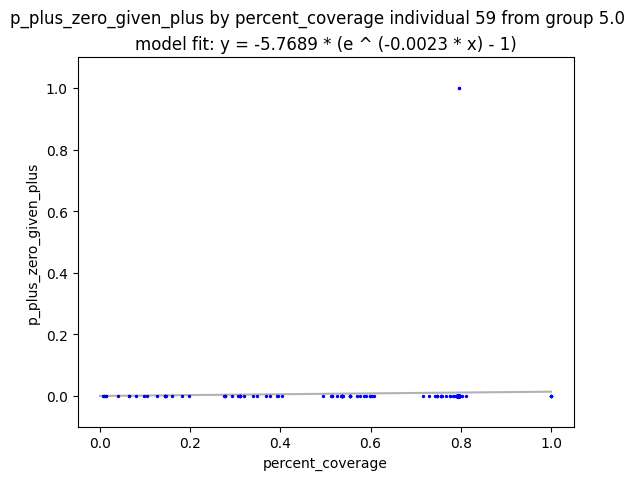 p_plus_zero_given_plus by percent_coverage individual 59 from group 5.0
model fit: y = -5.7689 * (e ^ (-0.0023 * x) - 1)
p_plus_zero_given_plus
1.0
0.8
0.6
0.4
0.2
0.0
0.0 0.2 0.4 0.6 0.8 1.0
percent_coverage